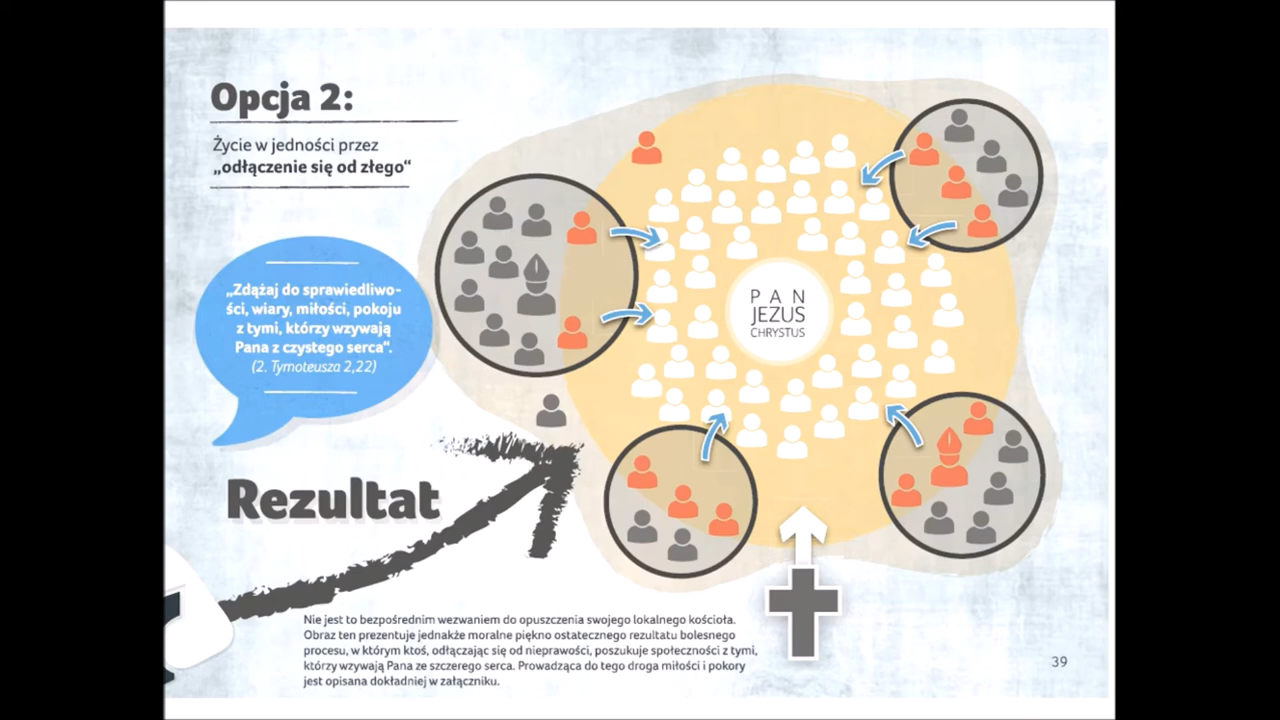 Opcja 2:
Życie w jedności przez
„odłączenie się od złego“
„Zdążaj do sprawiedliwo-
ści, wiary, miłości, pokoju
z tymi, którzy wzywają
Pana z czystego serca“.
(2. Tymoteusza 2,22)
PAN
JEZUS
CHRYSTUS
Rezultat
Nie jest to bezpośrednim wezwaniem do opuszczenia swojego lokalnego kościoła.
Obraz ten prezentuje jednakże moralne piękno ostatecznego rezultatu bolesnego
procesu, w którym ktoś, odłączając się od nieprawości, poszukuje społeczności z tymi,
którzy wzywają Pana ze szczerego serca. Prowadząca do tego droga miłości i pokory
jest opisana dokładniej w załączniku.
39